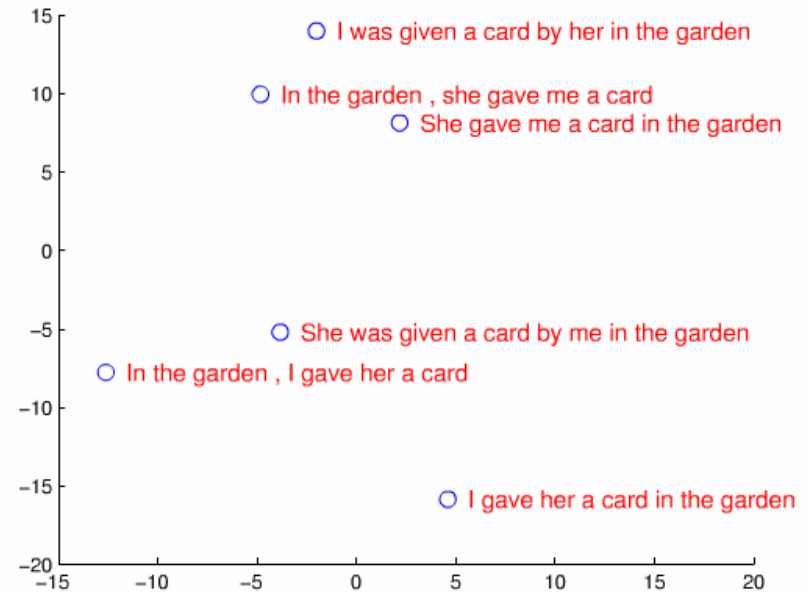 15
I was given a card by her in the garden
10
In the garden , she gave me a card
She gave me a card in the garden
5
0
−5
She was given a card by me in the garden
In the garden , I gave her a card
−10
−15
I gave her a card in the garden
−20
−15 −10 −5 0 5 10 15 20